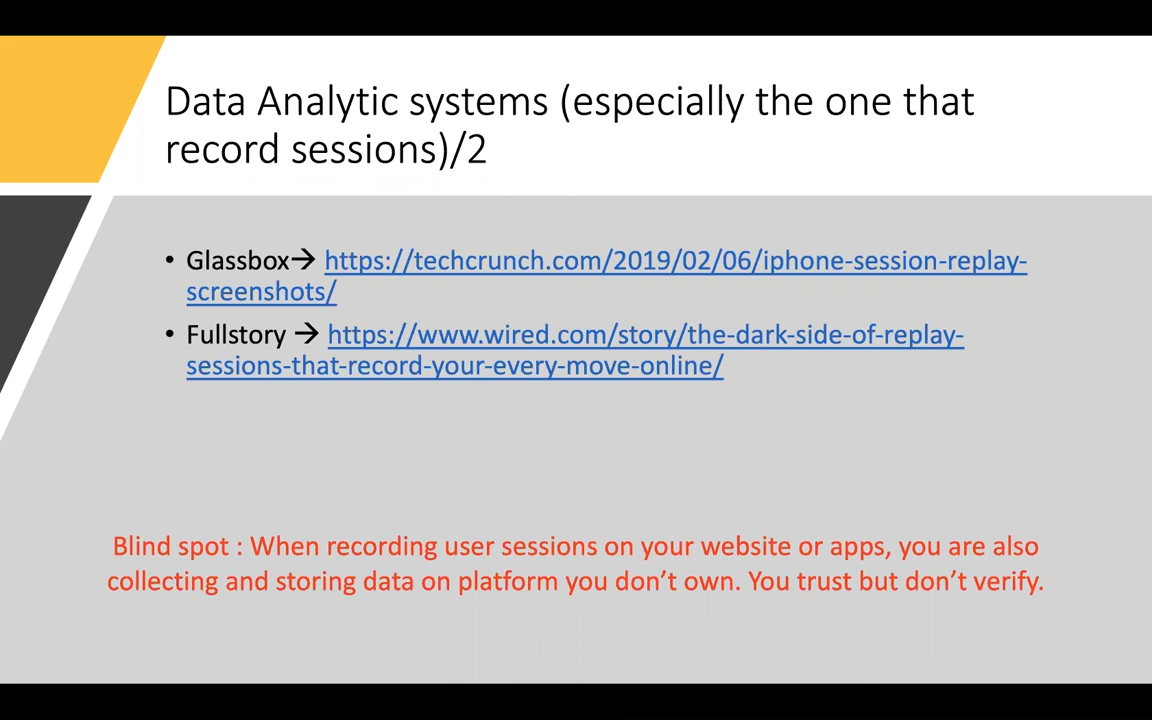 Data Analytic systems (especially the one that
record sessions)/2
• Glassbox→ https://techcrunch.com/2019/02/06/iphone-session-replay-
screenshots/
• Fullstory → https://www.wired.com/story/the-dark-side-of-replay-
sessions-that-record-your-every-move-online/
Blind spot : When recording user sessions on your website or apps, you are also
collecting and storing data on platform you don’t own. You trust but don’t verify.